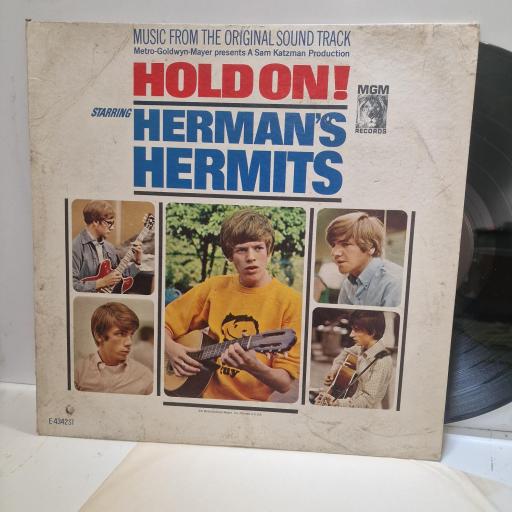 MUSIC FROM THE ORIGINAL SOUND TRACK
Metro-Goldwyn-Mayer presents A Sam Katzman Production
HOLD ON!
MGM
RECORDS
STARRING
HERMAN'S
HERMITS